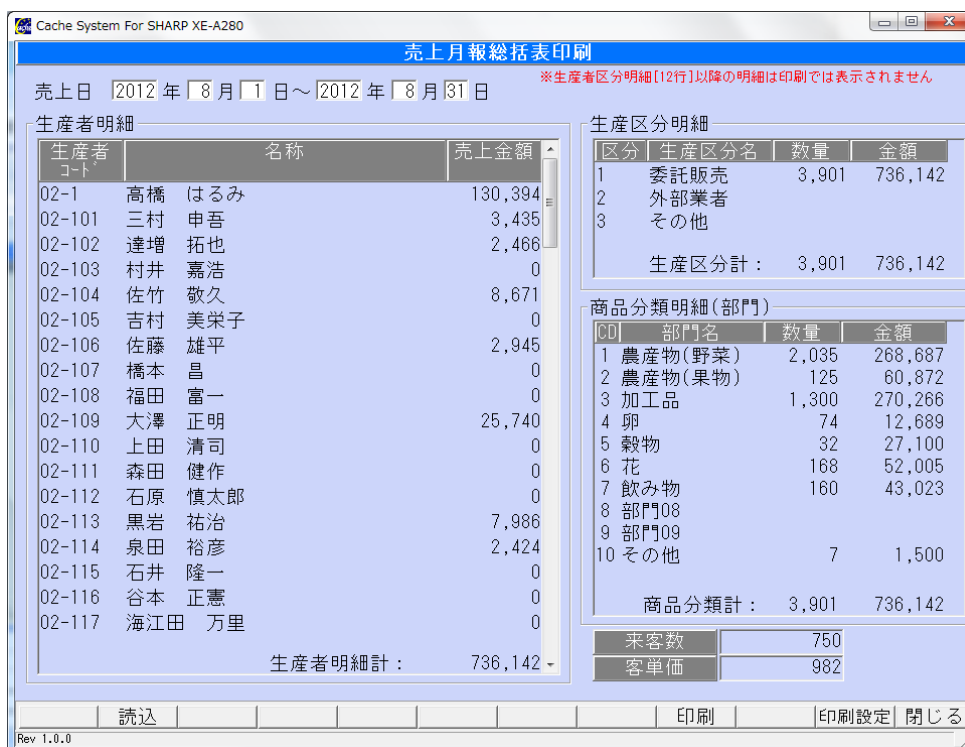 Cache System For SHARP XE-A280
売上月報総括表印刷
※生産者区分明細[12行]以降の明細は印刷では表示されません
売上日 2012 年 8 月 1 日～ 2012 年 8 月 31 日
生産者明細
生産者コード 名称 売上金額
02-1 高橋 はるみ 130,394
02-101 三村 申吾 3,435
02-102 達増 拓也 2,466
02-103 村井 嘉浩 0
02-104 佐竹 敬久 8,671
02-105 吉村 美栄子 0
02-106 佐藤 雄平 2,945
02-107 橋本 昌 0
02-108 福田 富一 0
02-109 大澤 正明 25,740
02-110 上田 清司 0
02-111 森田 健作 0
02-112 石原 慎太郎 0
02-113 黒岩 祐治 7,986
02-114 泉田 裕彦 2,424
02-115 石井 隆一 0
02-116 谷本 正憲 0
02-117 海江田 万里 0
生産者明細計： 736,142
生産区分明細
区分 生産区分名 数量 金額
1 委託販売 3,901 736,142
2 外部業者
3 その他
生産区分計： 3,901 736,142
商品分類明細(部門)
CD 部門名 数量 金額
1 農産物(野菜) 2,035 268,687
2 農産物(果物) 125 60,872
3 加工品 1,300 270,266
4 卵 74 12,689
5 穀物 32 27,100
6 花 168 52,005
7 飲み物 160 43,023
8 部門08
9 部門09
10 その他 7 1,500
商品分類計： 3,901 736,142
来客数 750
客単価 982
読込 印刷 印刷設定 閉じる
Rev 1.0.0